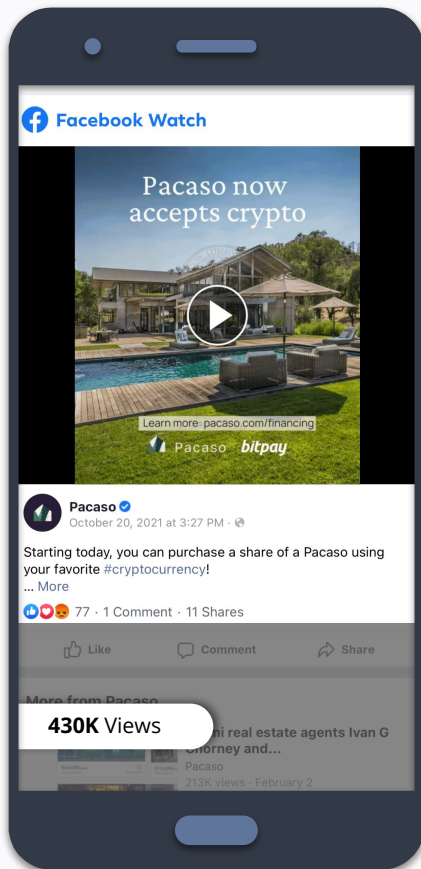 Facebook Watch
Pacaso now
accepts crypto
Learn more: pacaso.com/financing
Pacaso bitpay
Pacaso
October 20, 2021 at 3:27 PM ·
Starting today, you can purchase a share of a Pacaso using
your favorite #cryptocurrency!
... More
77 · 1 Comment · 11 Shares
Like Comment Share
More from Pacaso
430K Views
real estate agents Ivan G
Chorney and...
Pacaso
213K views · February 2